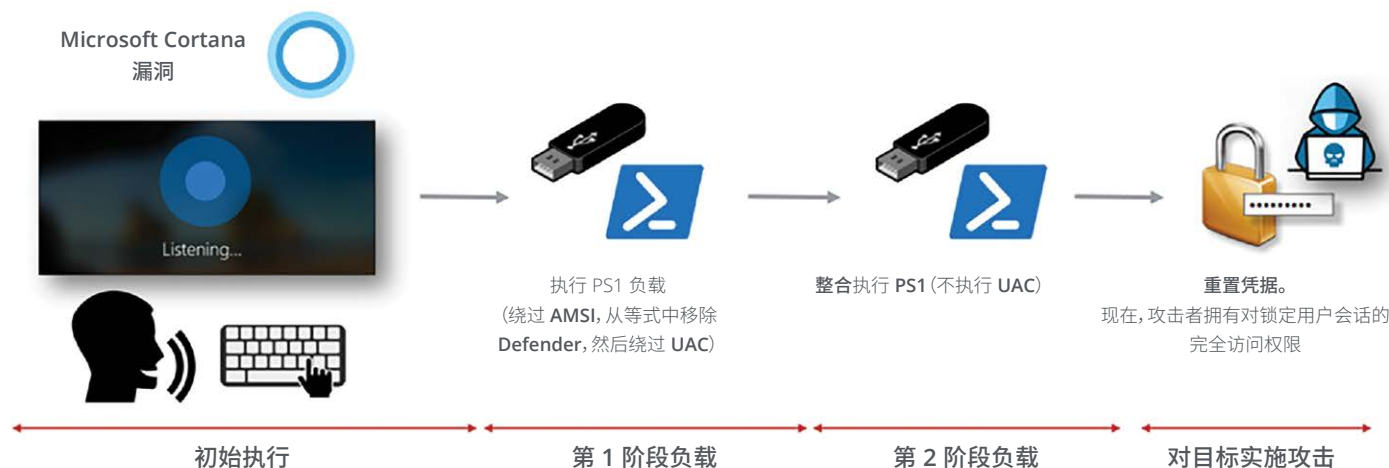 Microsoft Cortana
漏洞
Listening...
执行 PS1 负载
（绕过 AMSI，从等式中移除
Defender，然后绕过 UAC）
整合执行 PS1（不执行 UAC）
重置凭据。
现在，攻击者拥有对锁定用户会话的
完全访问权限
初始执行
第 1 阶段负载
第 2 阶段负载
对目标实施攻击